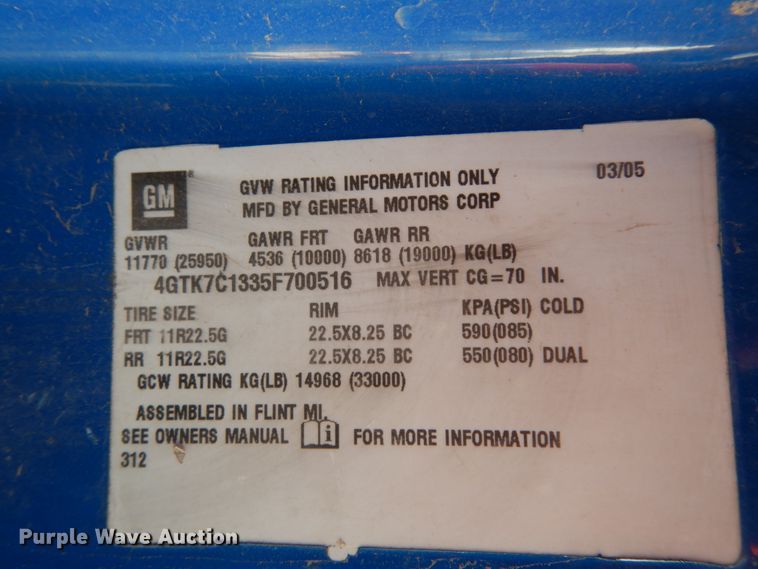 GM ®
GVW RATING INFORMATION ONLY 03/05
MFD BY GENERAL MOTORS CORP
GVWR GAWR FRT GAWR RR
11770 (25950) 4536 (10000) 8618 (19000) KG(LB)
4GTK7C1335F700516 MAX VERT CG=70 IN.
TIRE SIZE RIM KPA(PSI) COLD
FRT 11R22.5G 22.5X8.25 BC 590(085)
RR 11R22.5G 22.5X8.25 BC 550(080) DUAL
GCW RATING KG(LB) 14968 (33000)
ASSEMBLED IN FLINT MI.
SEE OWNERS MANUAL i FOR MORE INFORMATION
312
Purple Wave Auction